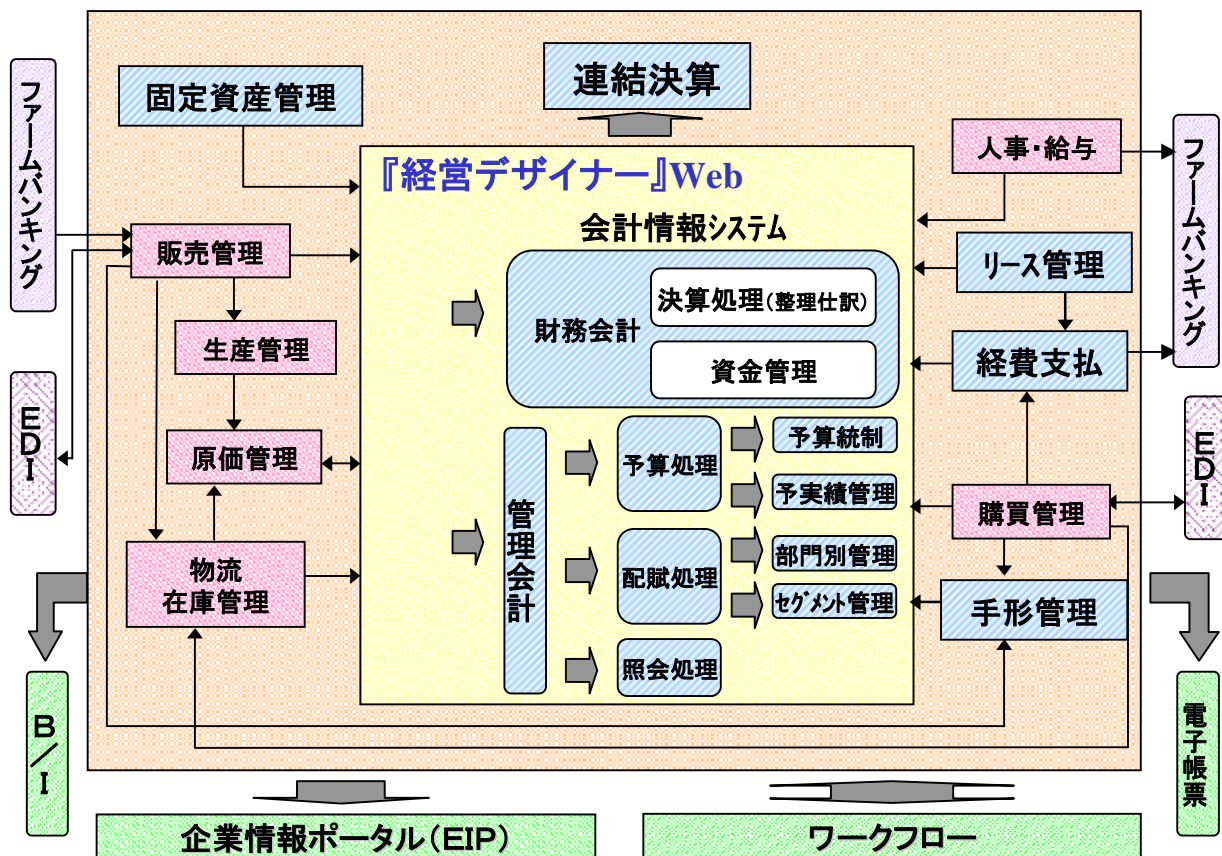 連結決算
固定資産管理
ファームバンキング
人事・給与
ファームバンキング
『経営デザイナー』Web
会計情報システム
販売管理
リース管理
財務会計
決算処理(整理仕訳)
資金管理
生産管理
経費支払
EDI
原価管理
管理会計
予算処理
予算統制
予実績管理
購買管理
EDI
物流
在庫管理
配賦処理
部門別管理
セグメント管理
手形管理
照会処理
B/I
電子帳票
企業情報ポータル(EIP)
ワークフロー